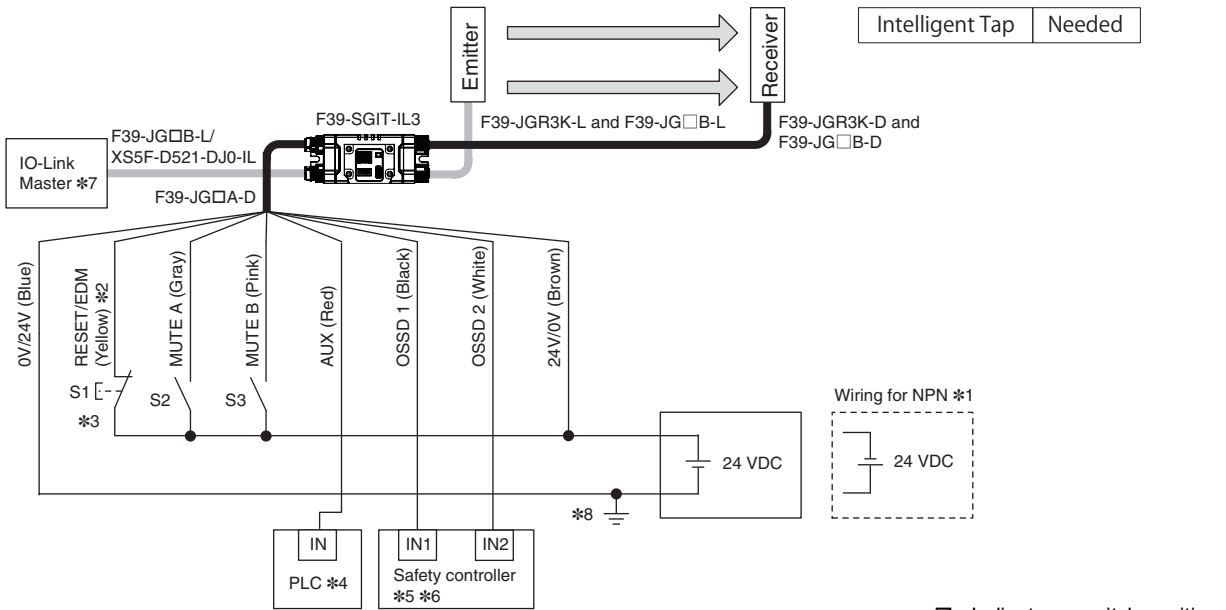 Emitter
Receiver
Intelligent Tap Needed
F39-SGIT-IL3
F39-JGR3K-L and F39-JG□B-L
F39-JGR3K-D and
F39-JG□B-D
F39-JG□B-L/
XS5F-D521-DJ0-IL
IO-Link
Master *7
F39-JG□A-D
0V/24V (Blue)
RESET/EDM
(Yellow) *2
MUTE A (Gray)
MUTE B (Pink)
AUX (Red)
OSSD 1 (Black)
OSSD 2 (White)
24V/0V (Brown)
S1
*3
S2
S3
Wiring for NPN *1
24 VDC
24 VDC
*8
IN
PLC *4
IN1
IN2
Safety controller
*5 *6